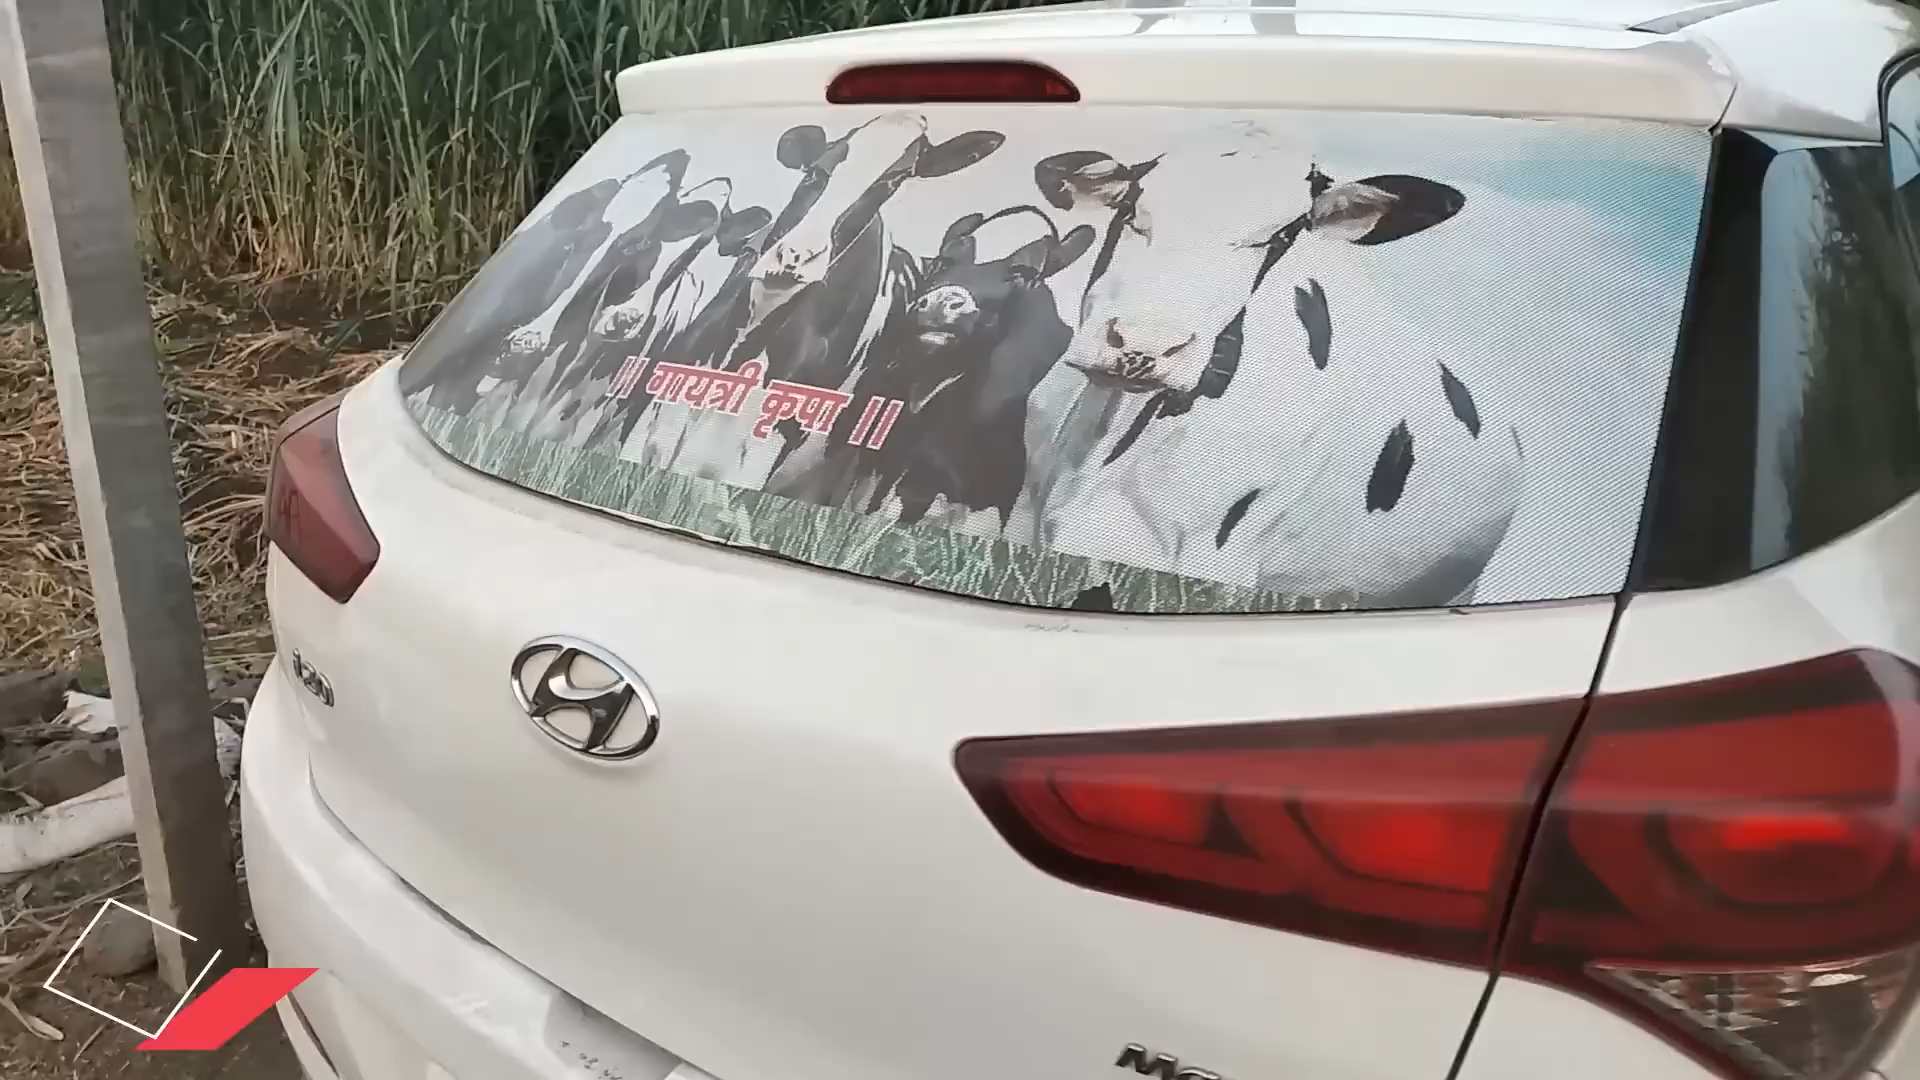 ॥ गायत्री कृपा ॥
i20